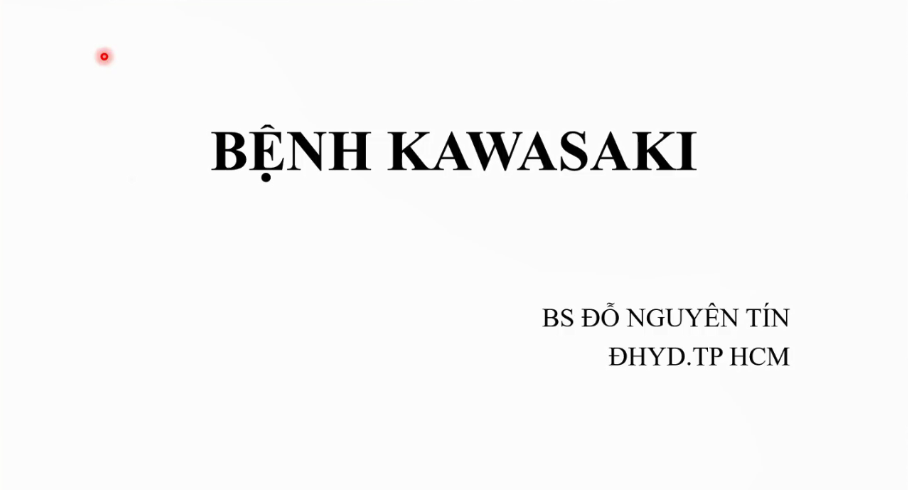 BỆNH KAWASAKI
BS ĐỖ NGUYÊN TÍN
ĐHYD.TP HCM